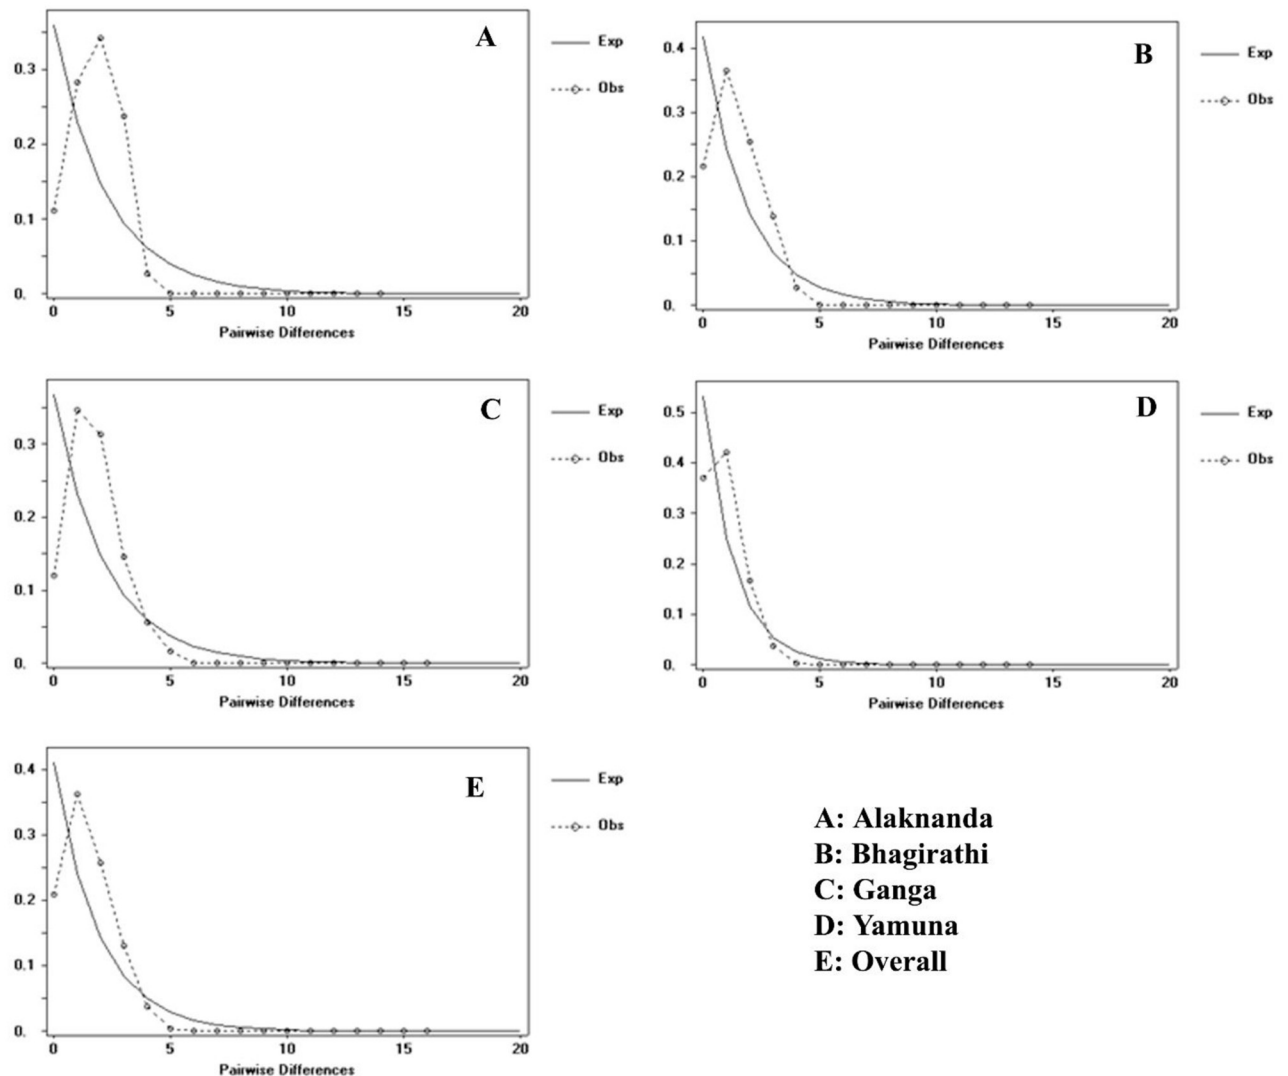 A
Exp
Obs
0.3
0.2
0.1
0.
0 5 10 15 20
Pairwise Differences
B
Exp
Obs
0.4
0.3
0.2
0.1
0.
0 5 10 15 20
Pairwise Differences
C
Exp
Obs
0.3
0.2
0.1
0.
0 5 10 15 20
Pairwise Differences
D
Exp
Obs
0.5
0.4
0.3
0.2
0.1
0.
0 5 10 15 20
Pairwise Differences
E
Exp
Obs
0.4
0.3
0.2
0.1
0.
0 5 10 15 20
Pairwise Differences
A: Alaknanda
B: Bhagirathi
C: Ganga
D: Yamuna
E: Overall